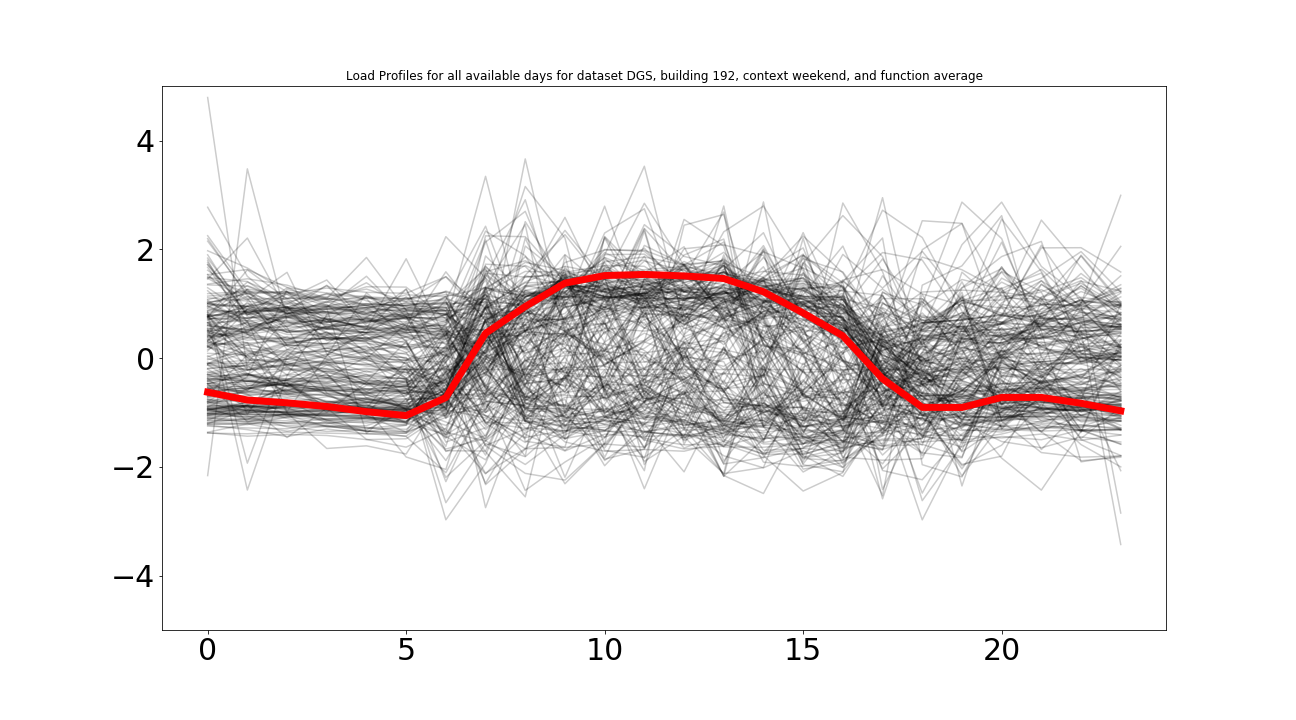 Load Profiles for all available days for dataset DGS, building 192, context weekend, and function average
4
2
0
−2
−4
0 5 10 15 20